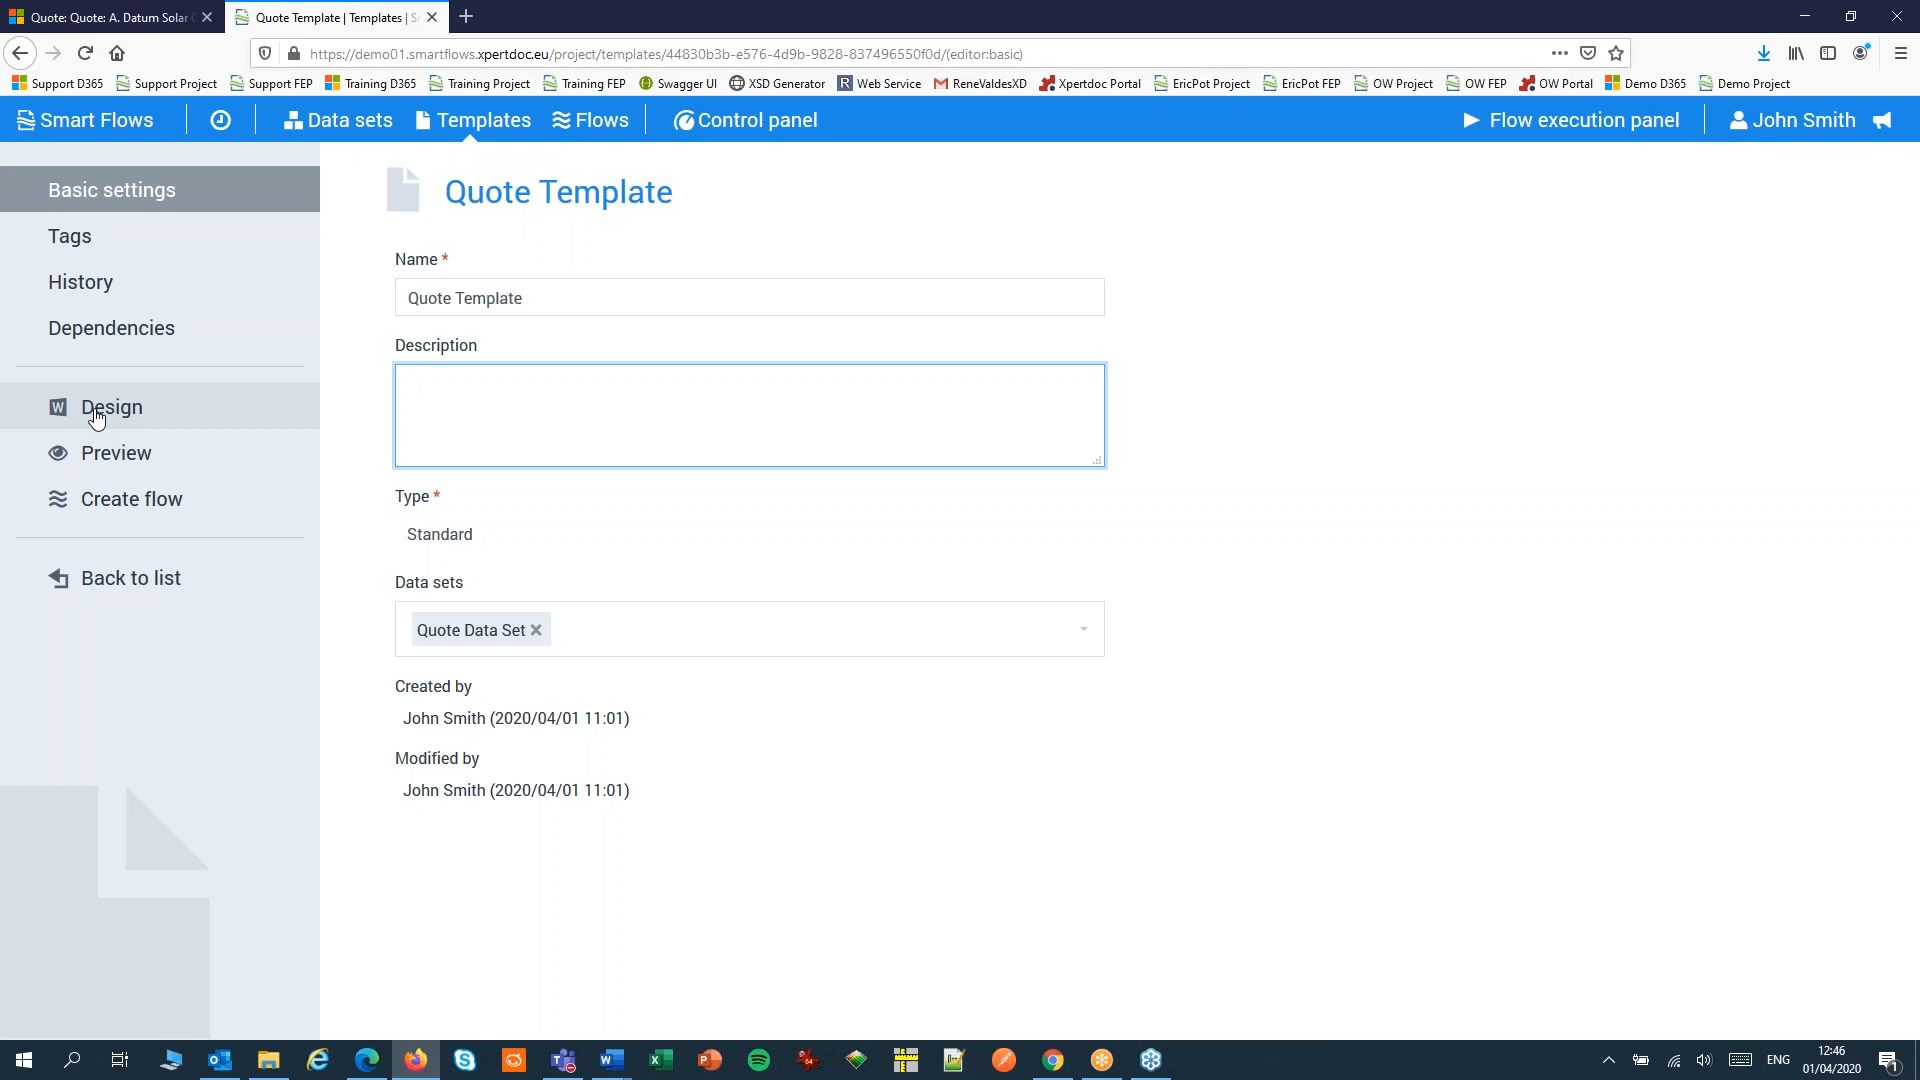 Quote: Quote: A. Datum Solar
Quote Template | Templates |
https://demo01.smartflows.xpertdoc.eu/project/templates/44830b3b-e576-4d9b-9828-837496550f0d/(editor:basic)
Support D365 Support Project Support FEP Training D365 Training Project Training FEP Swagger UI XSD Generator R Web Service ReneValdesXD Xpertdoc Portal EricPot Project EricPot FEP OW Project OW FEP OW Portal Demo D365 Demo Project
Smart Flows Data sets Templates Flows Control panel Flow execution panel John Smith
Basic settings
Tags
History
Dependencies
W Design
Preview
Create flow
Back to list
Quote Template
Name *
Quote Template
Description
Type *
Standard
Data sets
Quote Data Set
Created by
John Smith (2020/04/01 11:01)
Modified by
John Smith (2020/04/01 11:01)
ENG
12:46
01/04/2020
1